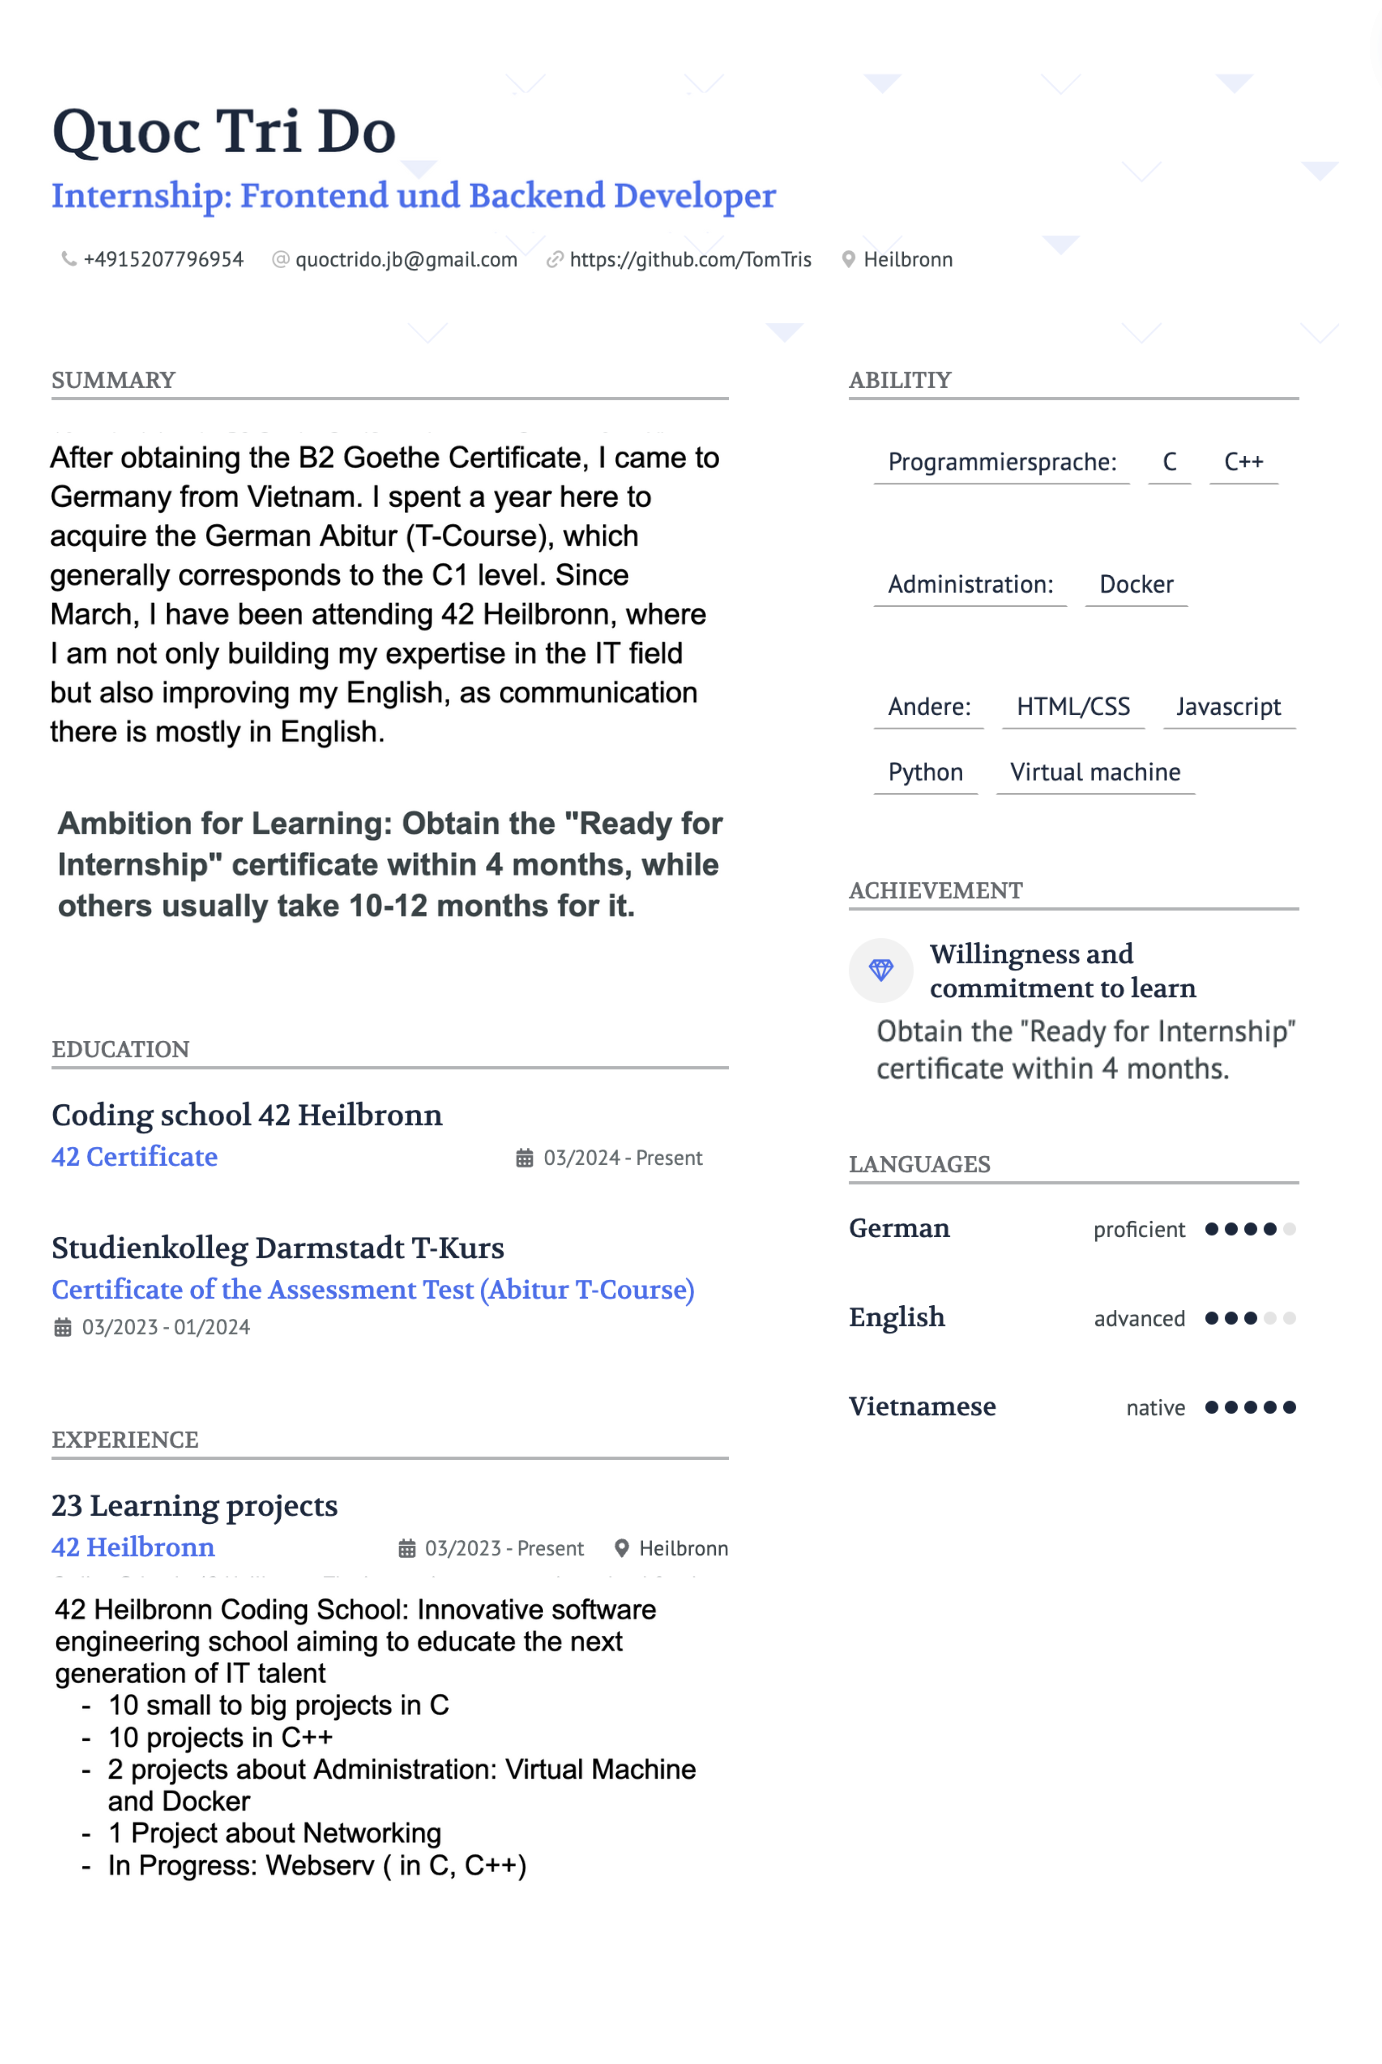 Quoc Tri Do
Internship: Frontend und Backend Developer
+4915207796954 quoctrido.jb@gmail.com https://github.com/TomTris Heilbronn
SUMMARY
After obtaining the B2 Goethe Certificate, I came to
Germany from Vietnam. I spent a year here to
acquire the German Abitur (T-Course), which
generally corresponds to the C1 level. Since
March, I have been attending 42 Heilbronn, where
I am not only building my expertise in the IT field
but also improving my English, as communication
there is mostly in English.
Ambition for Learning: Obtain the "Ready for
Internship" certificate within 4 months, while
others usually take 10-12 months for it.
EDUCATION
Coding school 42 Heilbronn
42 Certificate 03/2024 - Present
Studienkolleg Darmstadt T-Kurs
Certificate of the Assessment Test (Abitur T-Course)
03/2023 - 01/2024
EXPERIENCE
23 Learning projects
42 Heilbronn 03/2023 - Present Heilbronn
42 Heilbronn Coding School: Innovative software
engineering school aiming to educate the next
generation of IT talent
- 10 small to big projects in C
- 10 projects in C++
- 2 projects about Administration: Virtual Machine
and Docker
- 1 Project about Networking
- In Progress: Webserv ( in C, C++)
ABILITIY
Programmiersprache: C C++
Administration: Docker
Andere: HTML/CSS Javascript
Python Virtual machine
ACHIEVEMENT
Willingness and
commitment to learn
Obtain the "Ready for Internship"
certificate within 4 months.
LANGUAGES
German proficient
English advanced
Vietnamese native